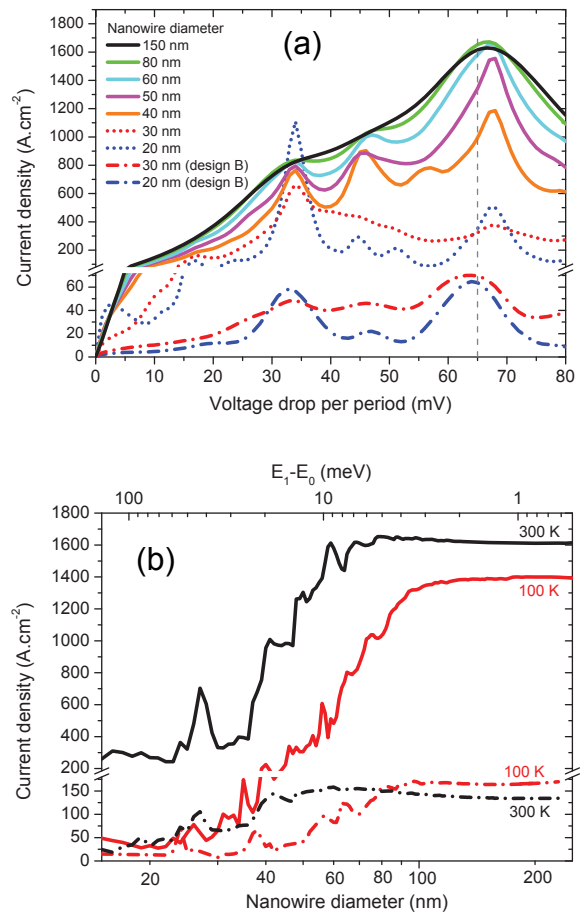 (a)
Nanowire diameter
150 nm
80 nm
60 nm
50 nm
40 nm
30 nm
20 nm
30 nm (design B)
20 nm (design B)
1800
1600
1400
1200
1000
800
600
400
200
60
40
20
0
Current density (A.cm⁻²)
0 10 20 30 40 50 60 70 80
Voltage drop per period (mV)
E₁-E₀ (meV)
100 10 1
(b)
300 K
100 K
100 K
300 K
1800
1600
1400
1200
1000
800
600
400
200
150
100
50
0
Current density (A.cm⁻²)
20 40 60 80 100 200
Nanowire diameter (nm)